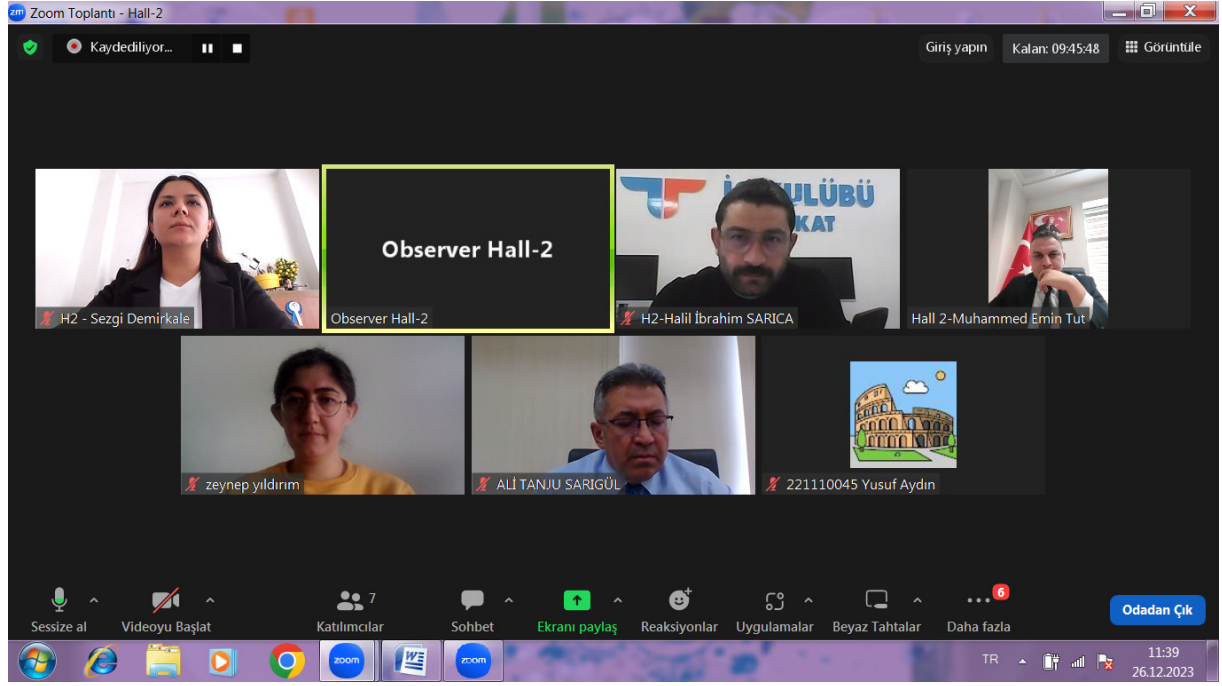 zm Zoom Toplantı - Hall-2
Kaydediliyor...
Giriş yapın
Kalan: 09:45:48
Görüntüle
H2 - Sezgi Demirkale
Observer Hall-2
Observer Hall-2
KULÜBÜ
KAT
H2-Halil İbrahim SARICA
Hall 2-Muhammed Emin Tut
zeynep yıldırım
ALİ TANJU SARIGÜL
221110045 Yusuf Aydın
Sessize al
Videoyu Başlat
7
Katılımcılar
Sohbet
Ekranı paylaş
Reaksiyonlar
Uygulamalar
Beyaz Tahtalar
6
Daha fazla
Odadan Çık
zoom
W
zoom
TR
11:39
26.12.2023